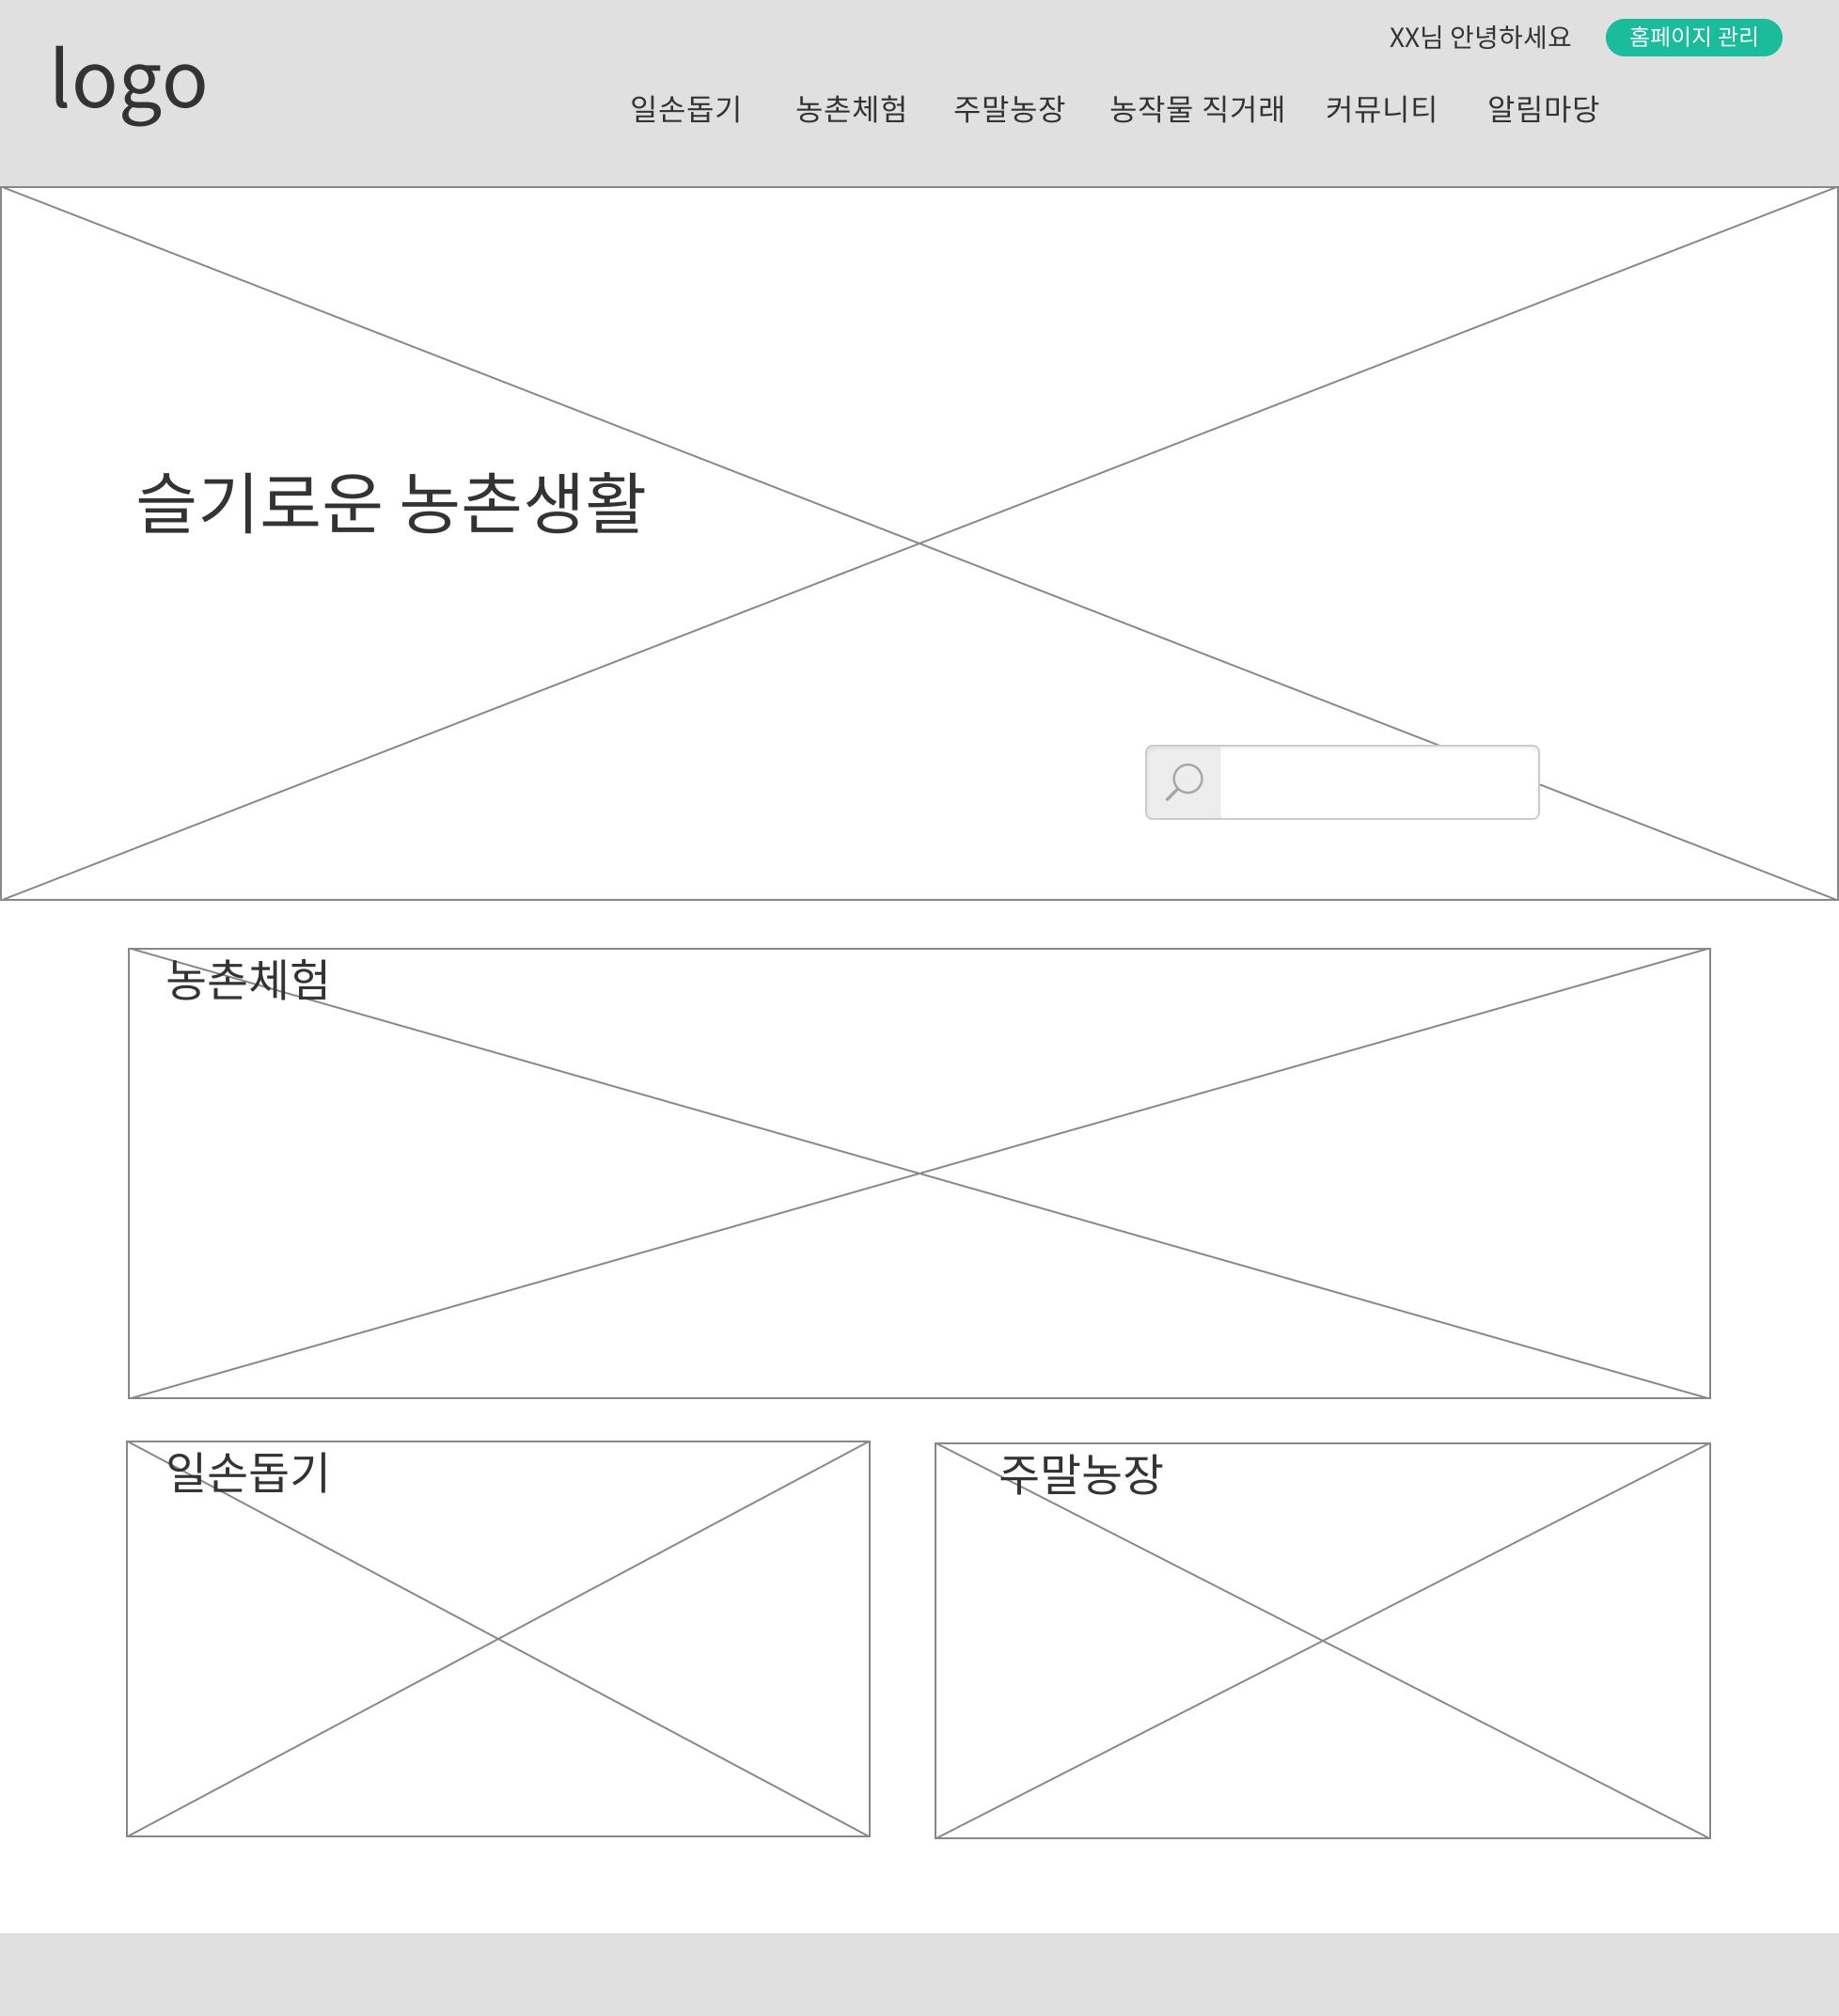 XX님 안녕하세요 홈페이지 관리
logo
일손돕기 농촌체험 주말농장 농작물 직거래 커뮤니티 알림마당
슬기로운 농촌생활
농촌체험
일손돕기 주말농장